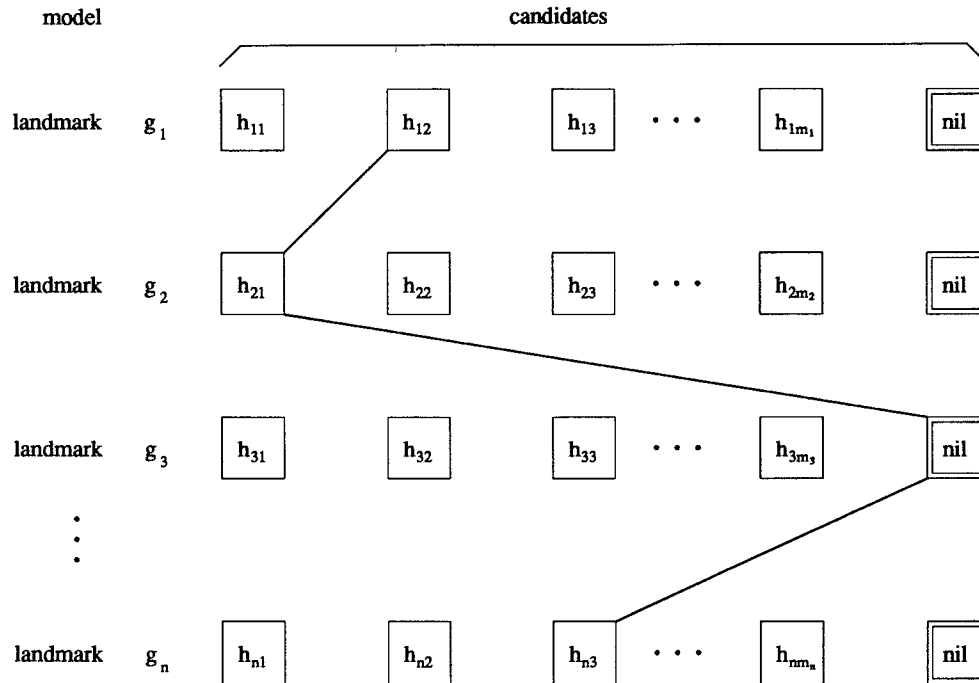 model candidates
landmark g₁ h₁₁ h₁₂ h₁₃ • • • h₁ₘ₁ nil
landmark g₂ h₂₁ h₂₂ h₂₃ • • • h₂ₘ₂ nil
landmark g₃ h₃₁ h₃₂ h₃₃ • • • h₃ₘ₃ nil
landmark gₙ hₙ₁ hₙ₂ hₙ₃ • • • hₙₘₙ nil